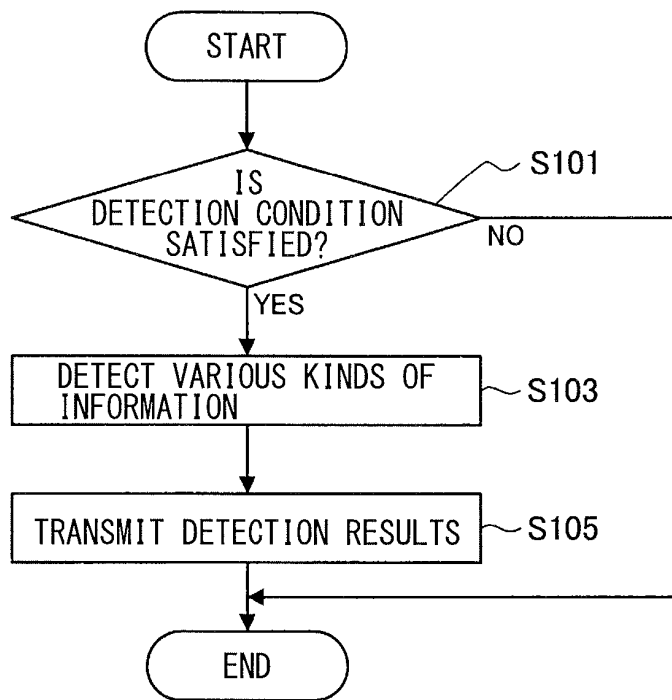 START
IS
DETECTION CONDITION
SATISFIED?
S101
NO
YES
DETECT VARIOUS KINDS OF
INFORMATION
S103
TRANSMIT DETECTION RESULTS
S105
END